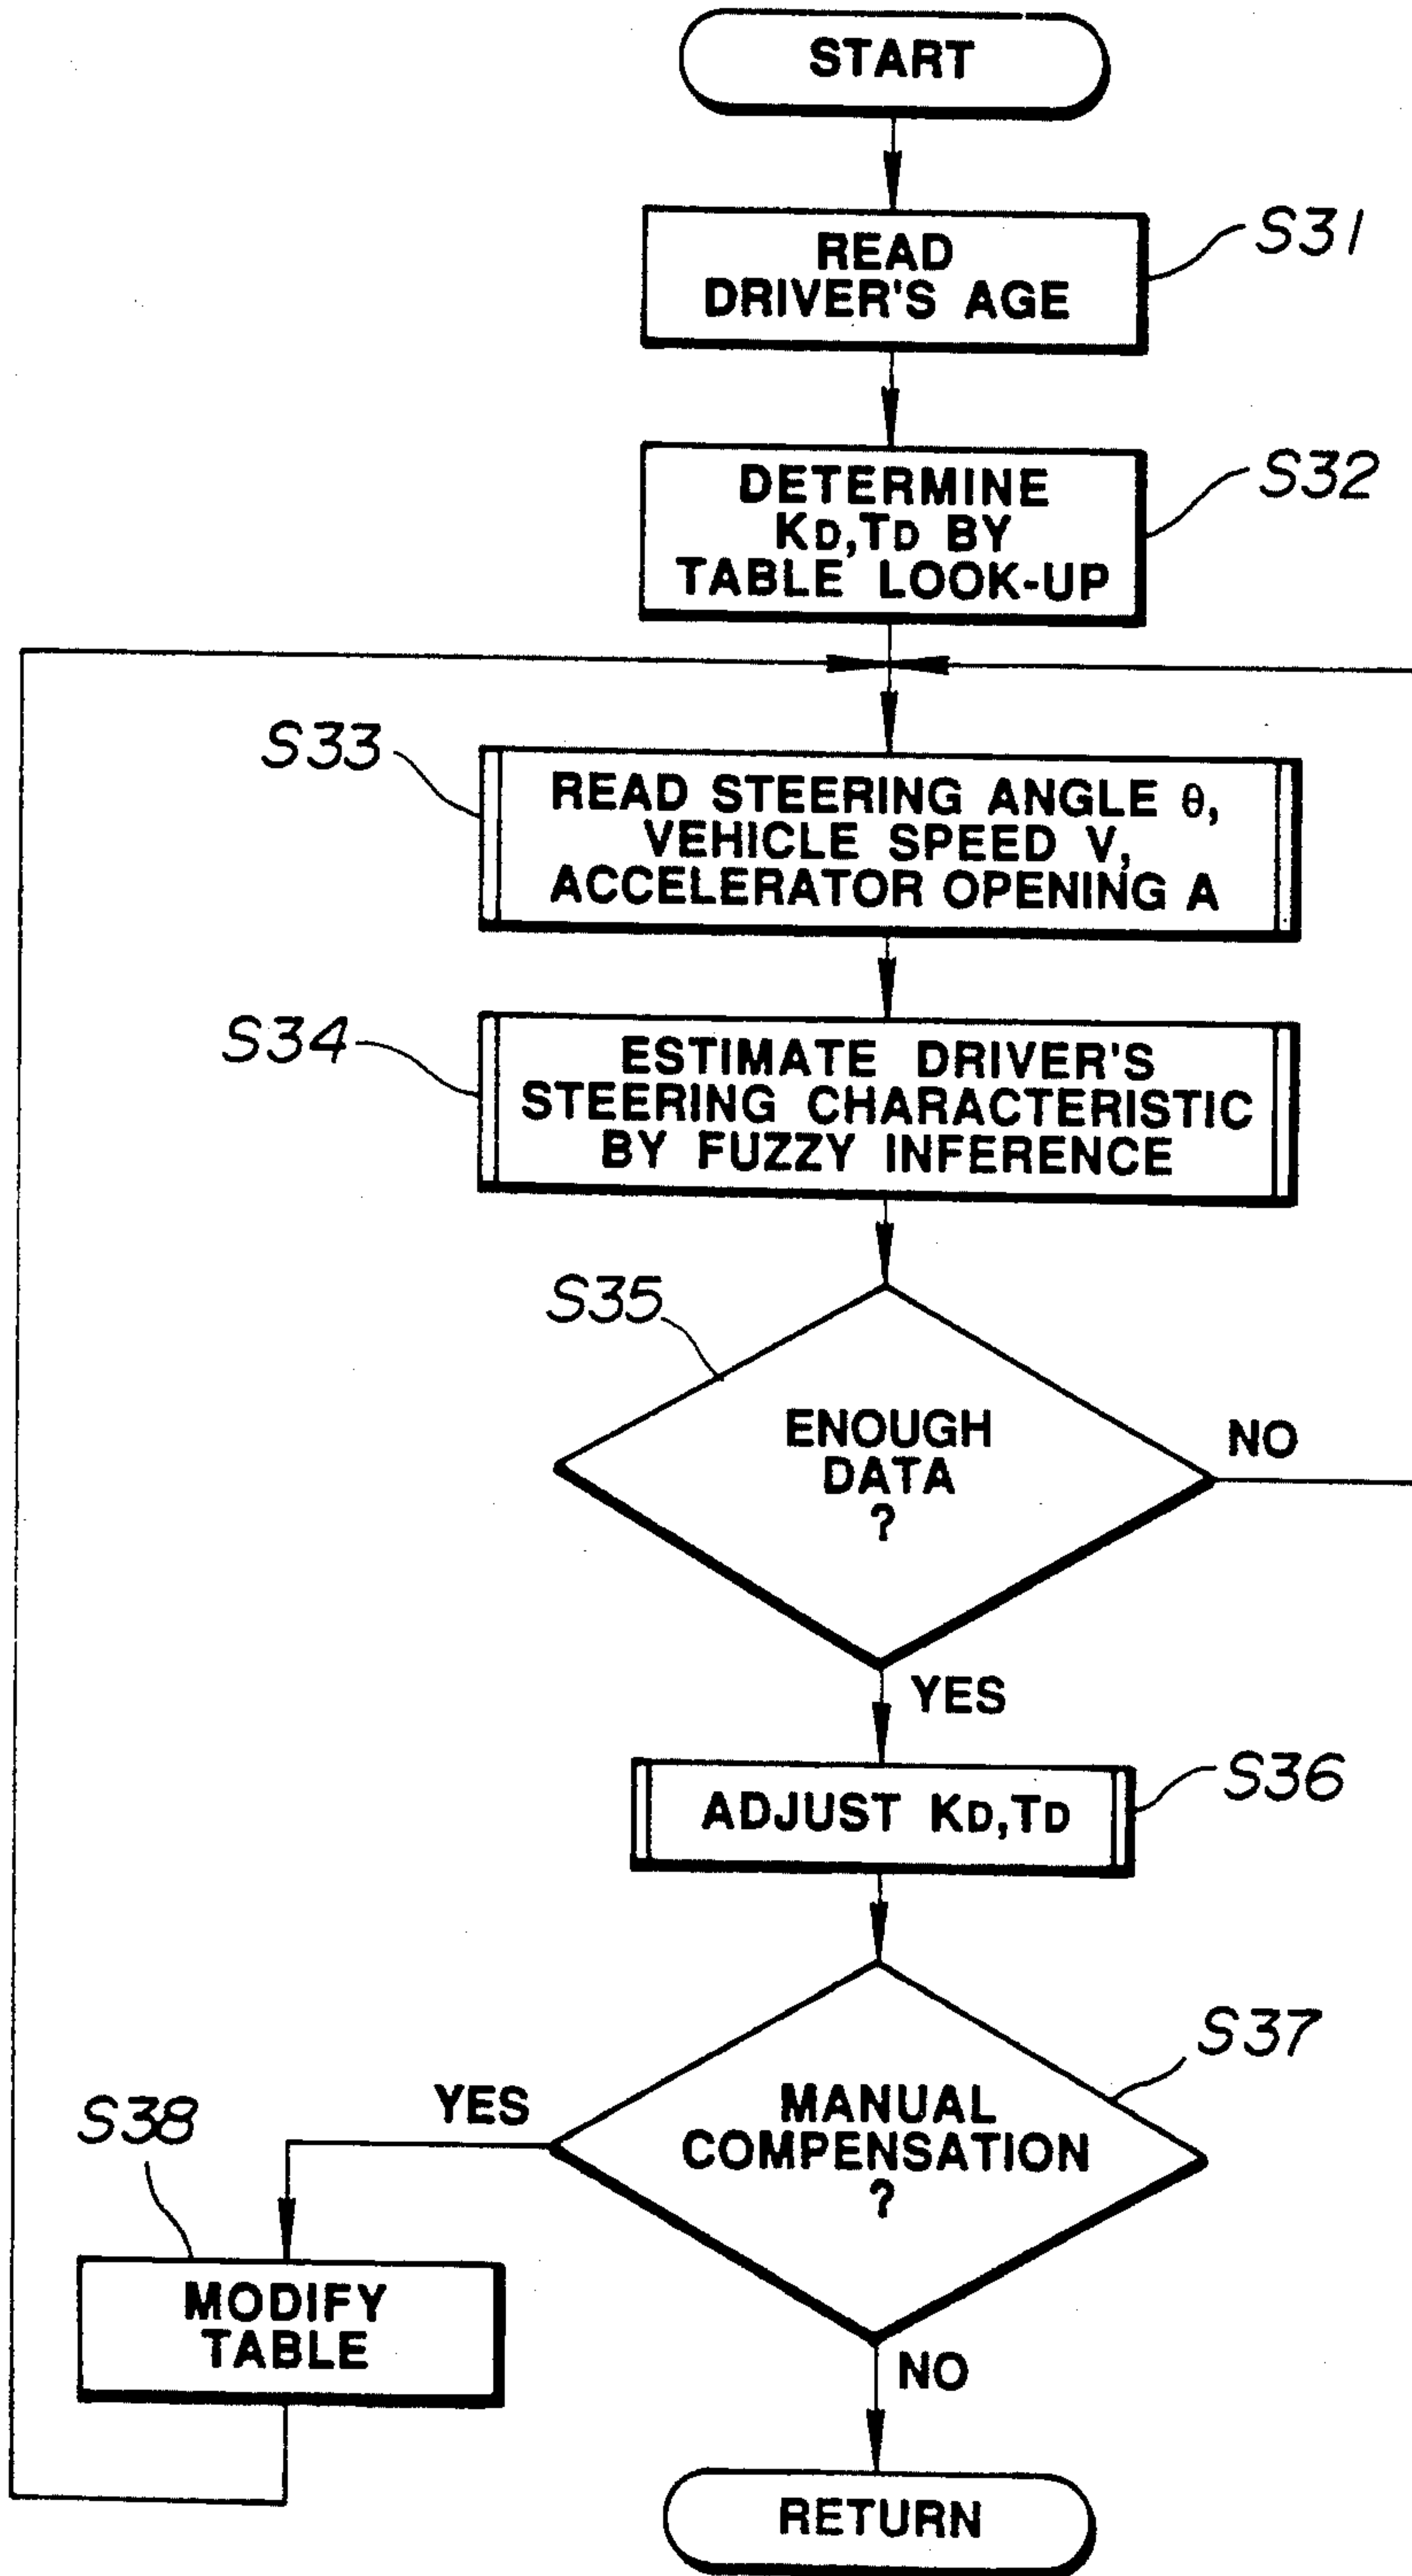 START
READ
DRIVER'S AGE
S31
DETERMINE
KD,TD BY
TABLE LOOK-UP
S32
S33
READ STEERING ANGLE θ,
VEHICLE SPEED V,
ACCELERATOR OPENING A
S34
ESTIMATE DRIVER'S
STEERING CHARACTERISTIC
BY FUZZY INFERENCE
S35
ENOUGH
DATA
?
NO
YES
ADJUST KD,TD
S36
S37
MANUAL
COMPENSATION
?
YES
S38
MODIFY
TABLE
NO
RETURN